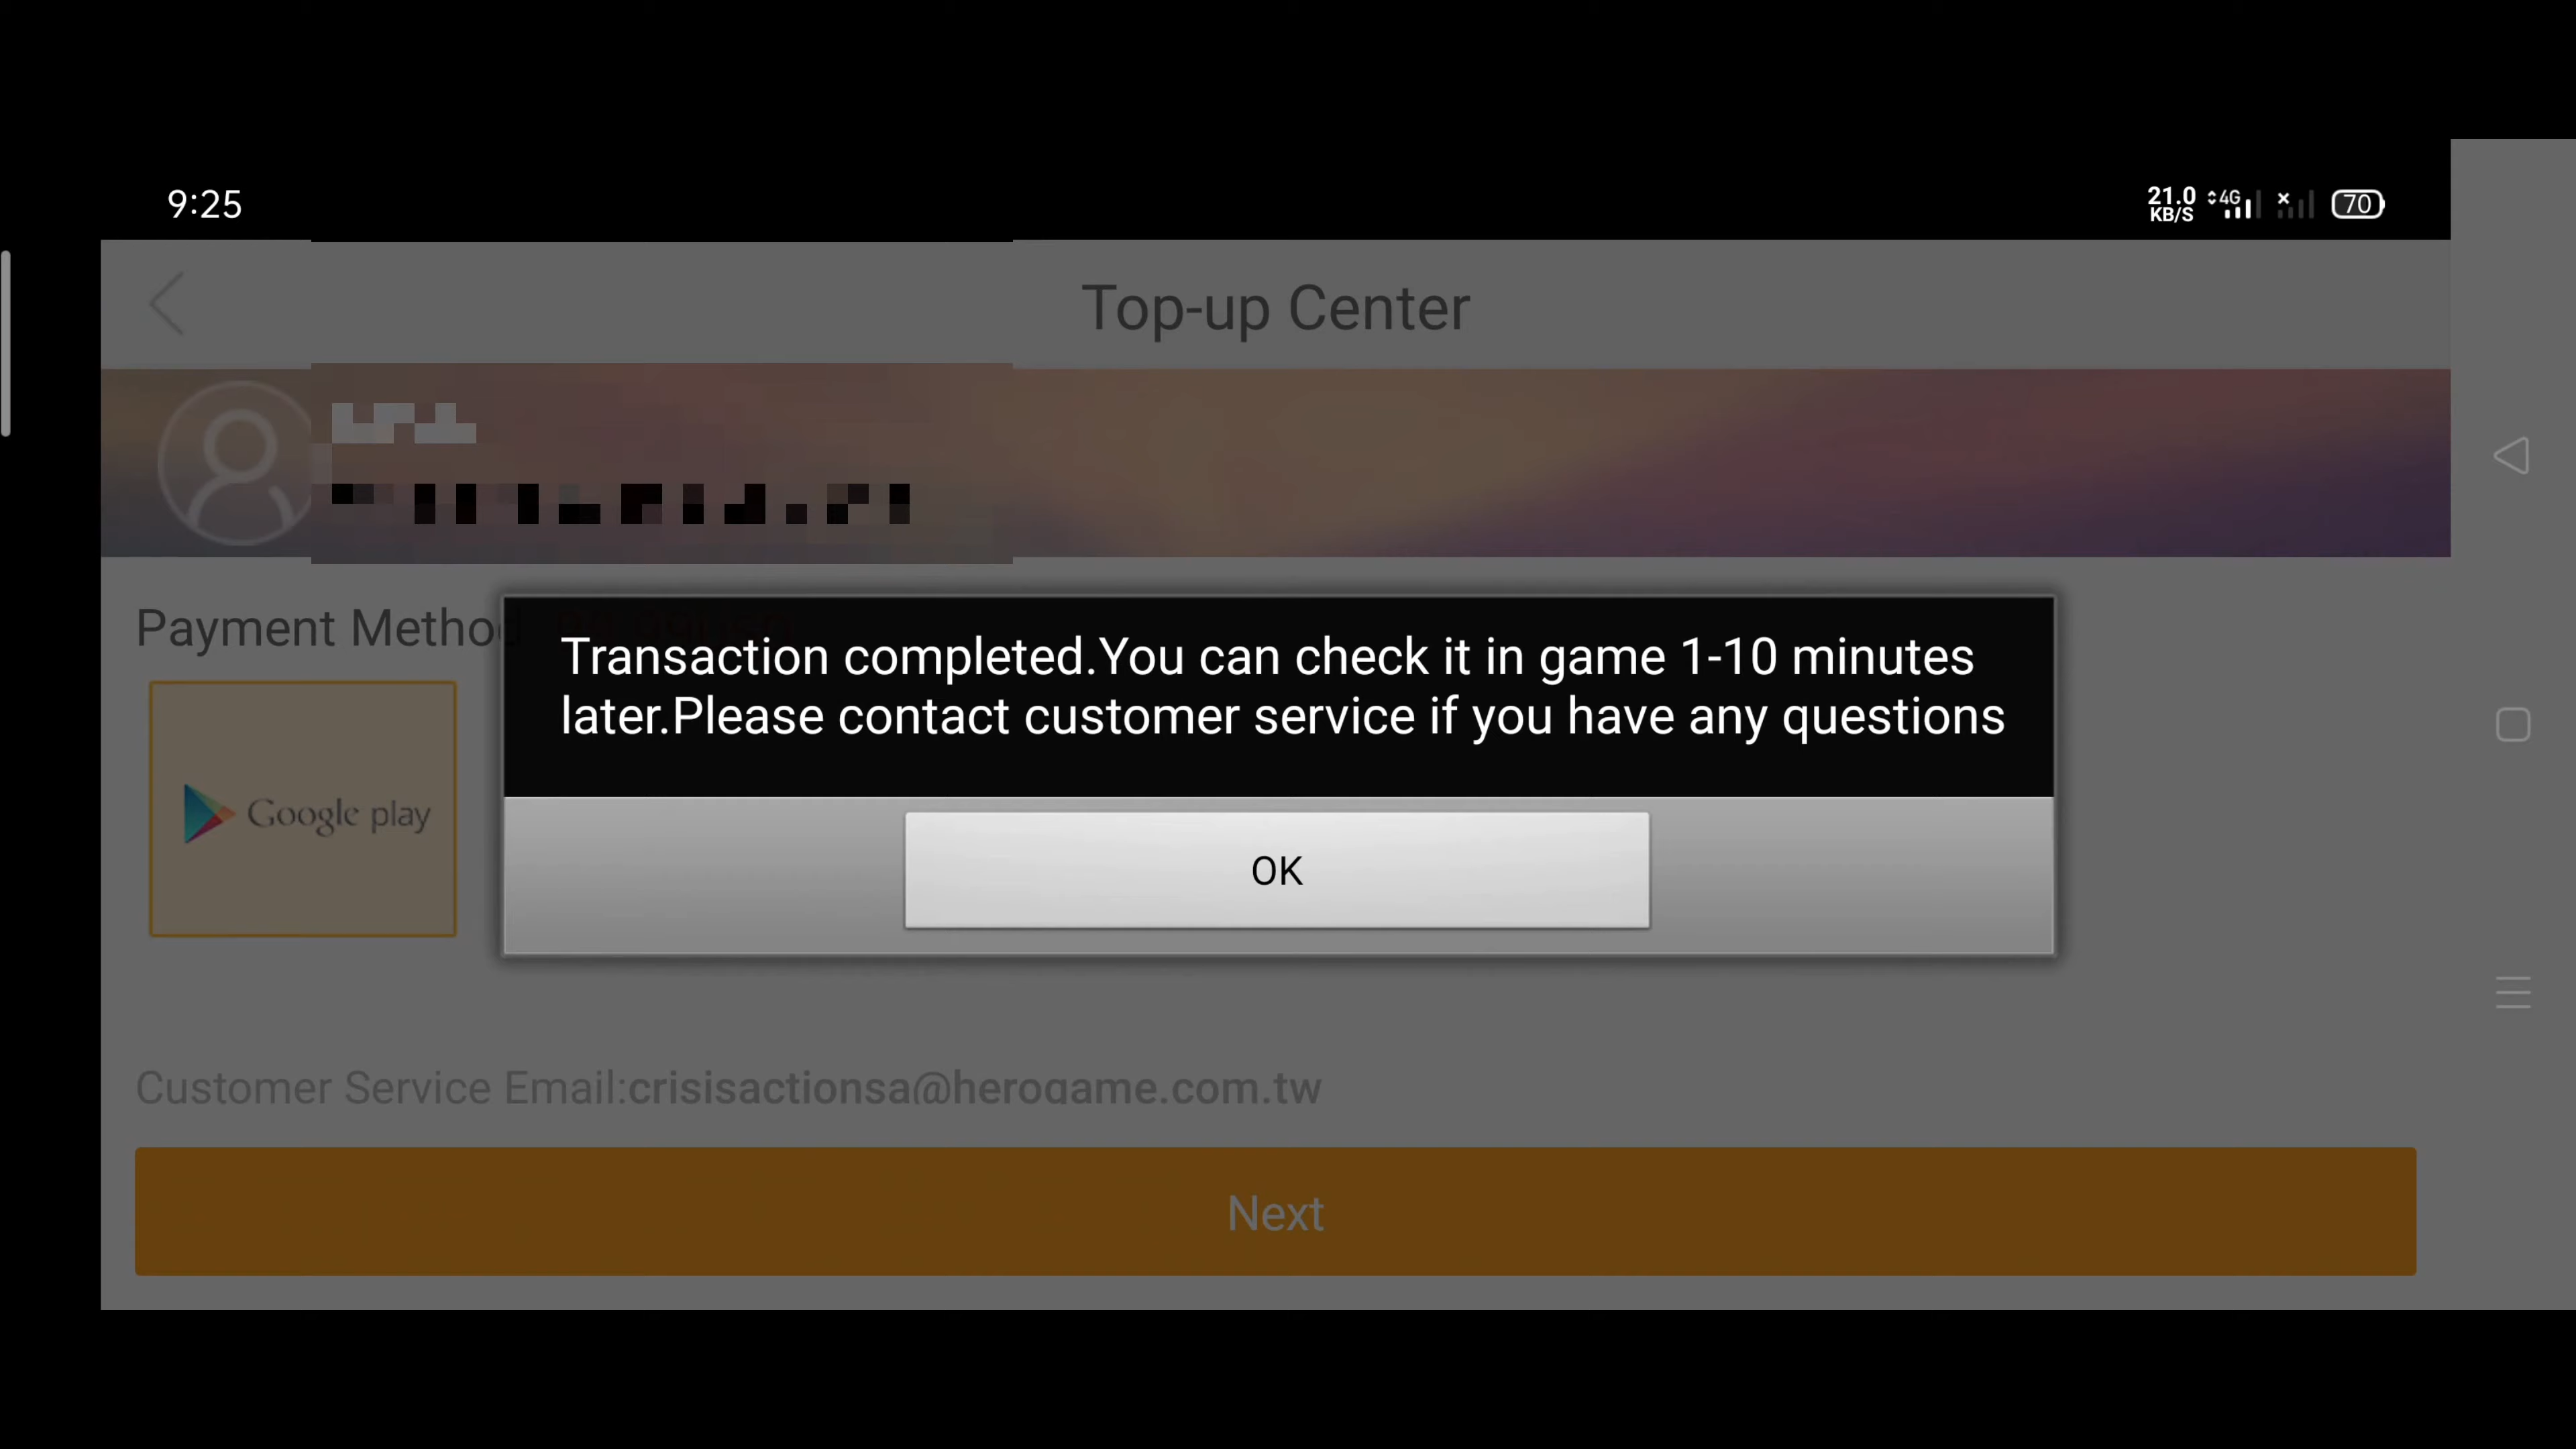 9:25
21.0
KB/S
4G
70
Top-up Center
Payment Method
Transaction completed.You can check it in game 1-10 minutes
later.Please contact customer service if you have any questions
Google play
OK
Customer Service Email:crisisactionsa@herogame.com.tw
Next